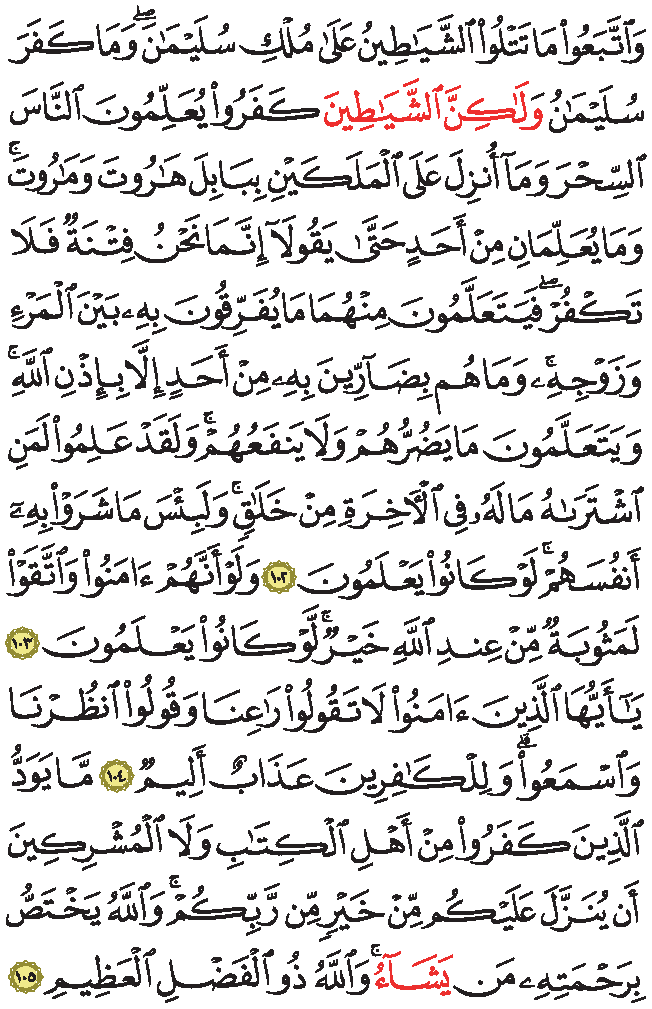 وَٱتَّبَعُوا۟ مَا تَتْلُوا۟ ٱلشَّيَـٰطِينُ عَلَىٰ مُلْكِ سُلَيْمَـٰنَ ۖ وَمَا كَفَرَ
سُلَيْمَـٰنُ وَلَـٰكِنَّ ٱلشَّيَـٰطِينَ كَفَرُوا۟ يُعَلِّمُونَ ٱلنَّاسَ
ٱلسِّحْرَ وَمَآ أُنزِلَ عَلَى ٱلْمَلَكَيْنِ بِبَابِلَ هَـٰرُوتَ وَمَـٰرُوتَ ۚ
وَمَا يُعَلِّمَانِ مِنْ أَحَدٍ حَتَّىٰ يَقُولَآ إِنَّمَا نَحْنُ فِتْنَةٌ فَلَا
تَكْفُرْ ۖ فَيَتَعَلَّمُونَ مِنْهُمَا مَا يُفَرِّقُونَ بِهِۦ بَيْنَ ٱلْمَرْءِ
وَزَوْجِهِۦ ۚ وَمَا هُم بِضَآرِّينَ بِهِۦ مِنْ أَحَدٍ إِلَّا بِإِذْنِ ٱللَّهِ ۚ
وَيَتَعَلَّمُونَ مَا يَضُرُّهُمْ وَلَا يَنفَعُهُمْ ۚ وَلَقَدْ عَلِمُوا۟ لَمَنِ
ٱشْتَرَىٰهُ مَا لَهُۥ فِى ٱلْـَٔاخِرَةِ مِنْ خَلَـٰقٍ ۚ وَلَبِئْسَ مَا شَرَوْا۟ بِهِۦٓ
أَنفُسَهُمْ ۚ لَوْ كَانُوا۟ يَعْلَمُونَ ١٠٢ وَلَوْ أَنَّهُمْ ءَامَنُوا۟ وَٱتَّقَوْا۟
لَمَثُوبَةٌ مِّنْ عِندِ ٱللَّهِ خَيْرٌ ۖ لَّوْ كَانُوا۟ يَعْلَمُونَ ١٠٣
يَـٰٓأَيُّهَا ٱلَّذِينَ ءَامَنُوا۟ لَا تَقُولُوا۟ رَٰعِنَا وَقُولُوا۟ ٱنظُرْنَا
وَٱسْمَعُوا۟ ۗ وَلِلْكَـٰفِرِينَ عَذَابٌ أَلِيمٌ ١٠٤ مَّا يَوَدُّ
ٱلَّذِينَ كَفَرُوا۟ مِنْ أَهْلِ ٱلْكِتَـٰبِ وَلَا ٱلْمُشْرِكِينَ
أَن يُنَزَّلَ عَلَيْكُم مِّنْ خَيْرٍ مِّن رَّبِّكُمْ ۗ وَٱللَّهُ يَخْتَصُّ
بِرَحْمَتِهِۦ مَن يَشَآءُ ۚ وَٱللَّهُ ذُو ٱلْفَضْلِ ٱلْعَظِيمِ ١٠٥